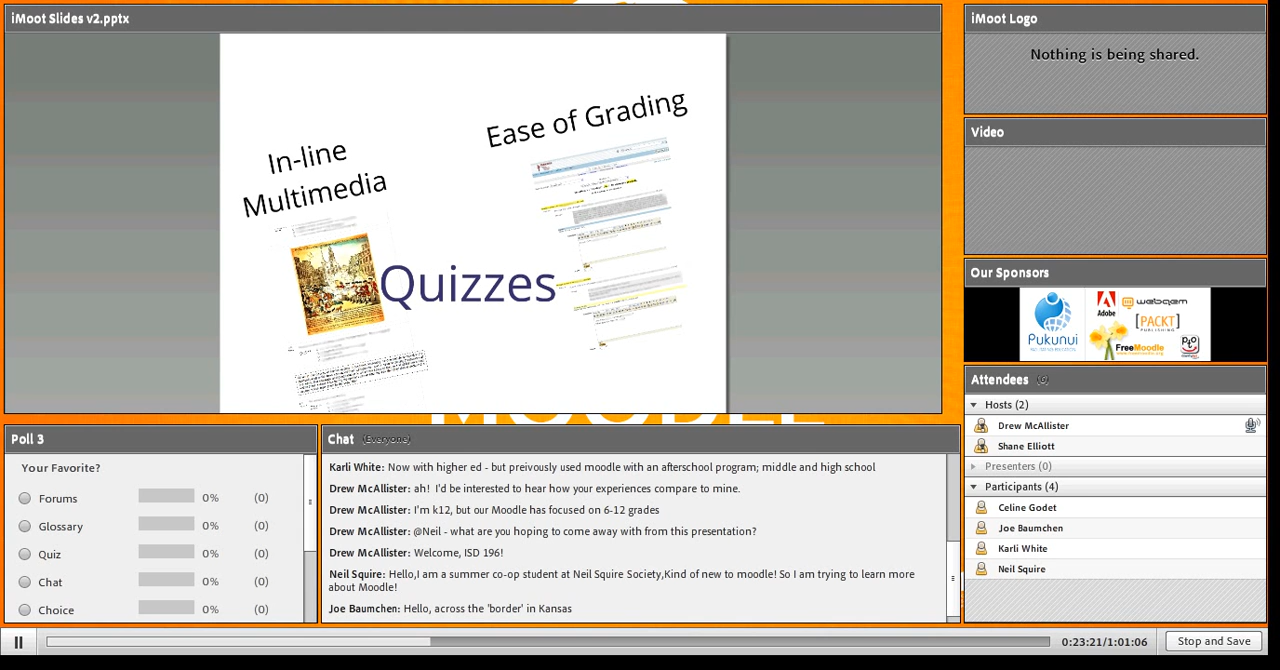 iMoot Slides v2.pptx
In-line
Multimedia
Ease of Grading
Quizzes
iMoot Logo
Nothing is being shared.
Video
Our Sponsors
Pukunui
Adobe
webgem
[PACKT]
PUBLISHING
FreeMoodle
Attendees (6)
Hosts (2)
Drew McAllister
Shane Elliott
Presenters (0)
Participants (4)
Celine Godet
Joe Baumchen
Karli White
Neil Squire
MOODLE
Poll 3
Your Favorite?
Forums 0% (0)
Glossary 0% (0)
Quiz 0% (0)
Chat 0% (0)
Choice 0% (0)
Chat (Everyone)
Karli White: Now with higher ed - but preivously used moodle with an afterschool program; middle and high school
Drew McAllister: ah! I'd be interested to hear how your experiences compare to mine.
Drew McAllister: I'm k12, but our Moodle has focused on 6-12 grades
Drew McAllister: @Neil - what are you hoping to come away with from this presentation?
Drew McAllister: Welcome, ISD 196!
Neil Squire: Hello,I am a summer co-op student at Neil Squire Society,Kind of new to moodle! So I am trying to learn more
about Moodle!
Joe Baumchen: Hello, across the 'border' in Kansas
0:23:21/1:01:06
Stop and Save